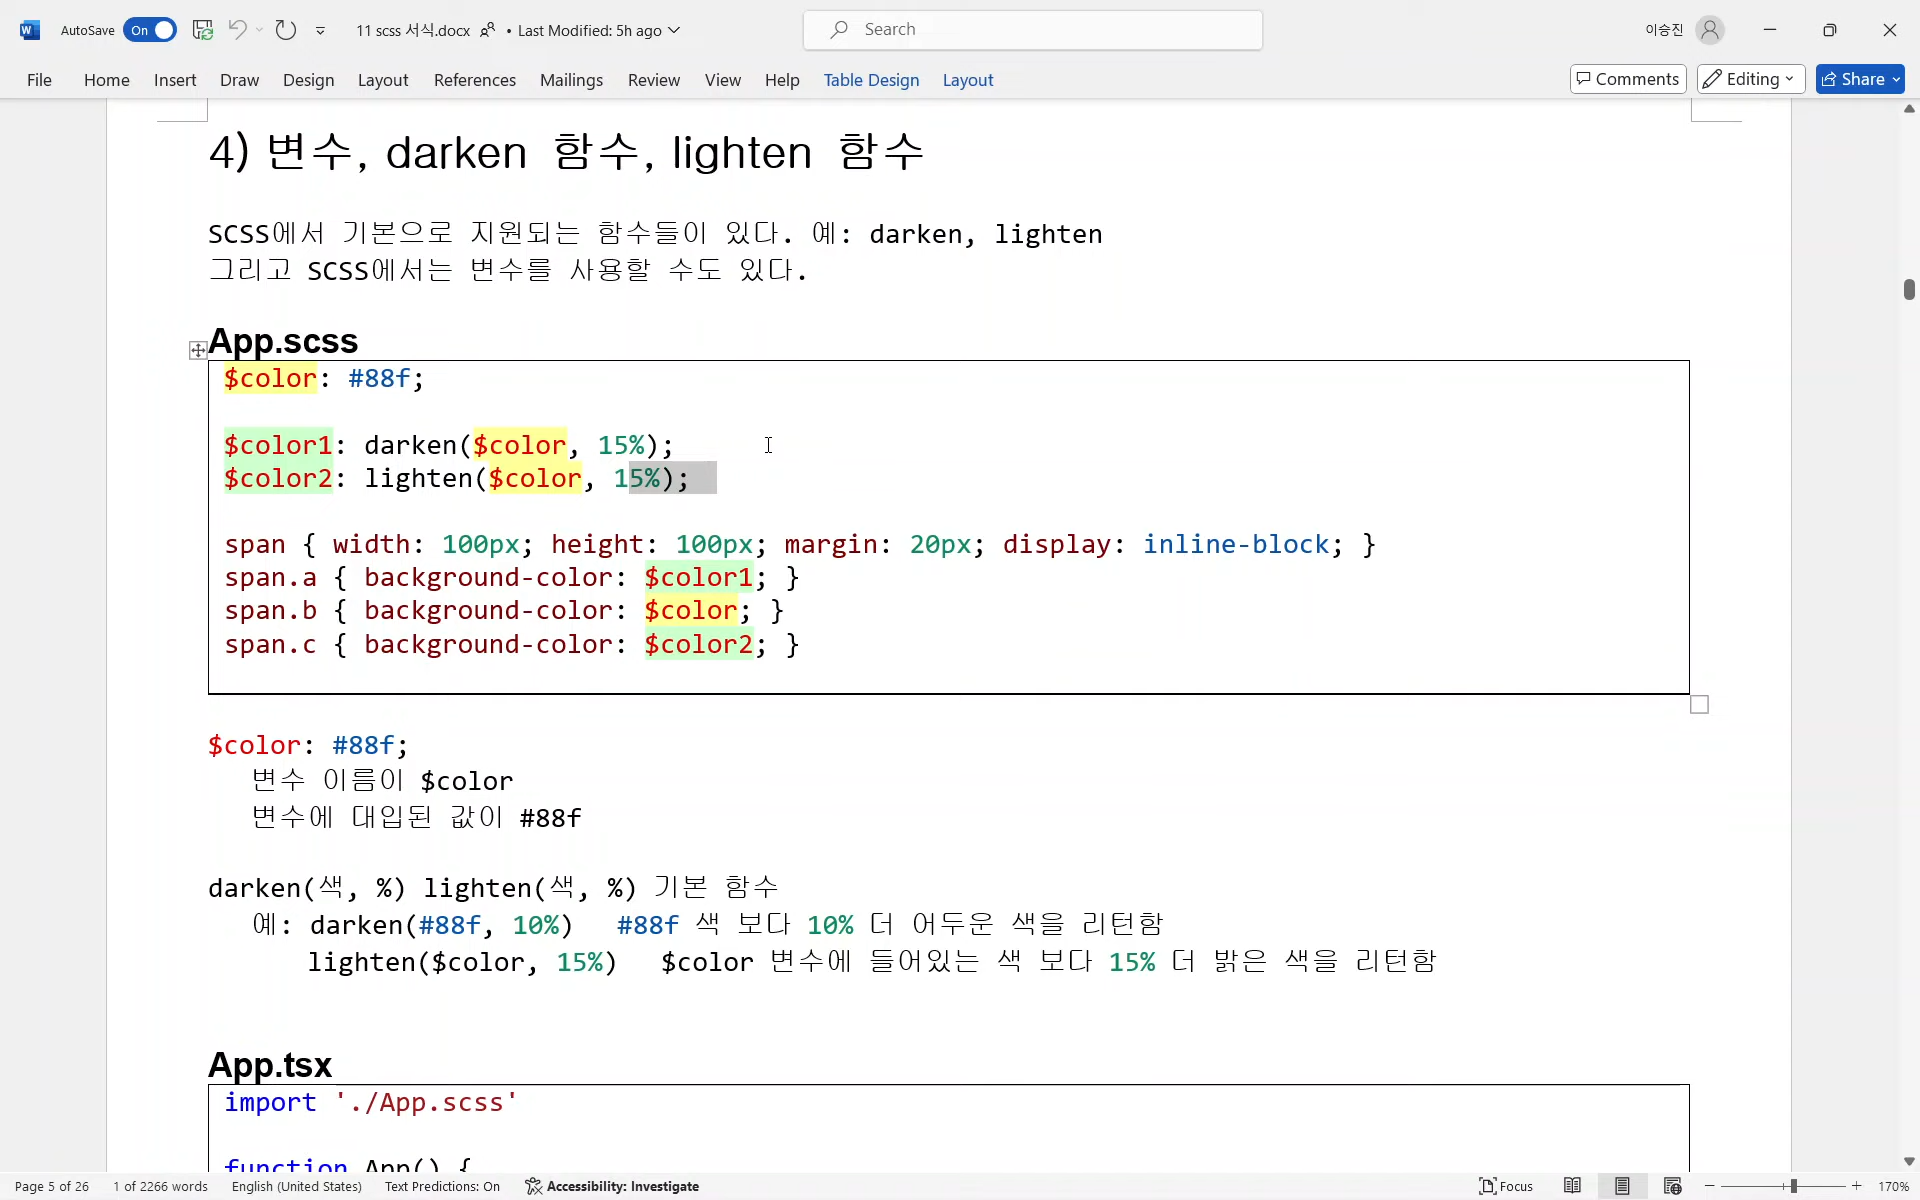 AutoSave On 11 scss 서식.docx • Last Modified: 5h ago Search 이승진
File Home Insert Draw Design Layout References Mailings Review View Help Table Design Layout Comments Editing Share
4) 변수, darken 함수, lighten 함수
SCSS에서 기본으로 지원되는 함수들이 있다. 예: darken, lighten
그리고 SCSS에서는 변수를 사용할 수도 있다.
App.scss
$color: #88f;
$color1: darken($color, 15%);
$color2: lighten($color, 15%);
span { width: 100px; height: 100px; margin: 20px; display: inline-block; }
span.a { background-color: $color1; }
span.b { background-color: $color; }
span.c { background-color: $color2; }
$color: #88f;
변수 이름이 $color
변수에 대입된 값이 #88f
darken(색, %) lighten(색, %) 기본 함수
예: darken(#88f, 10%) #88f 색 보다 10% 더 어두운 색을 리턴함
lighten($color, 15%) $color 변수에 들어있는 색 보다 15% 더 밝은 색을 리턴함
App.tsx
import './App.scss'
function App() {
Page 5 of 26 1 of 2266 words English (United States) Text Predictions: On Accessibility: Investigate Focus 170%